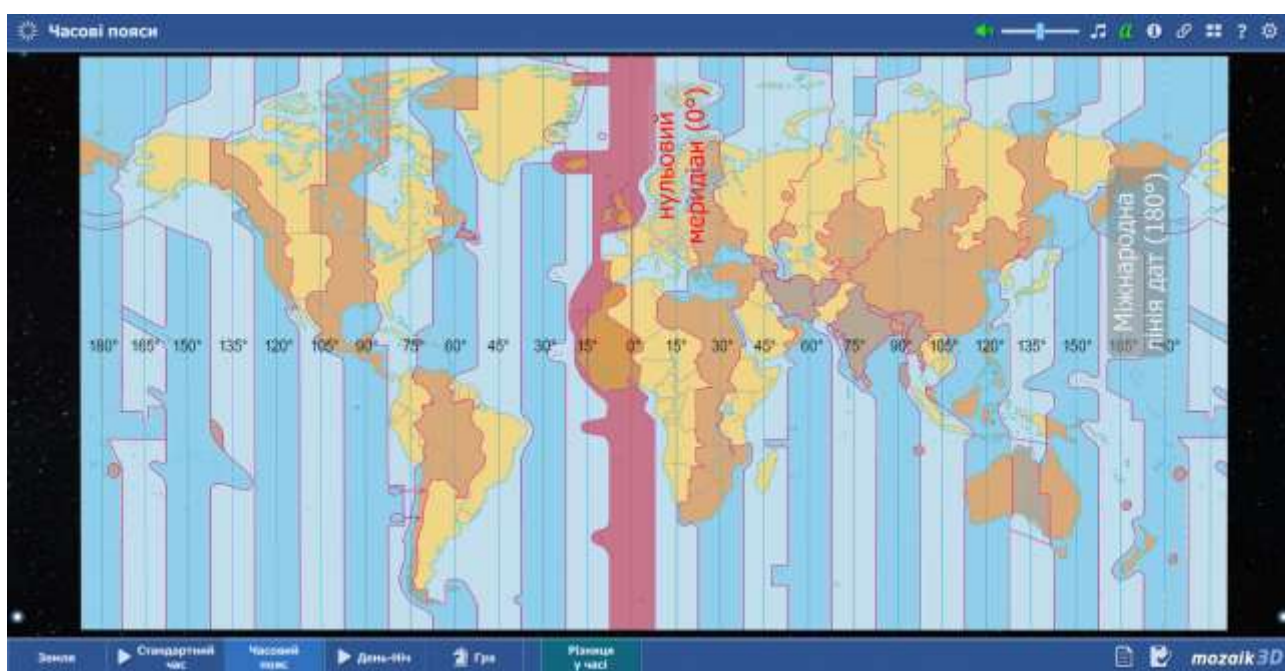 Часові пояси
?
нульовий
меридіан (0°)
Міжнародна
лінія дат (180°)
180° 165° 150° 135° 120° 105° 90° 75° 60° 45° 30° 15° 0° 15° 30° 45° 60° 75° 90° 105° 120° 135° 150° 165° 180°
Земля
Стандартний
час
Часовий
пояс
День-Ніч
Гра
Різниця
у часі
mozaik3D